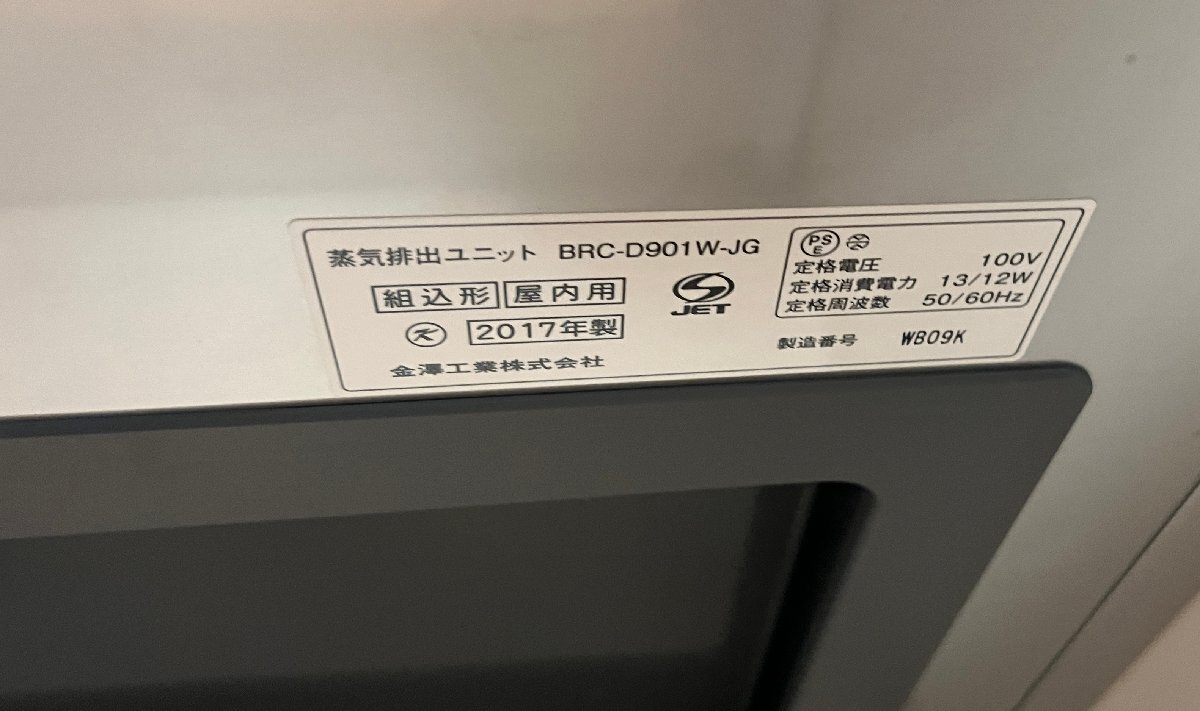 蒸気排出ユニット BRC-D901W-JG
組込形 屋内用
JET
2017年製
金澤工業株式会社
PSE
定格電圧 100V
定格消費電力 13/12W
定格周波数 50/60Hz
製造番号 WB09K